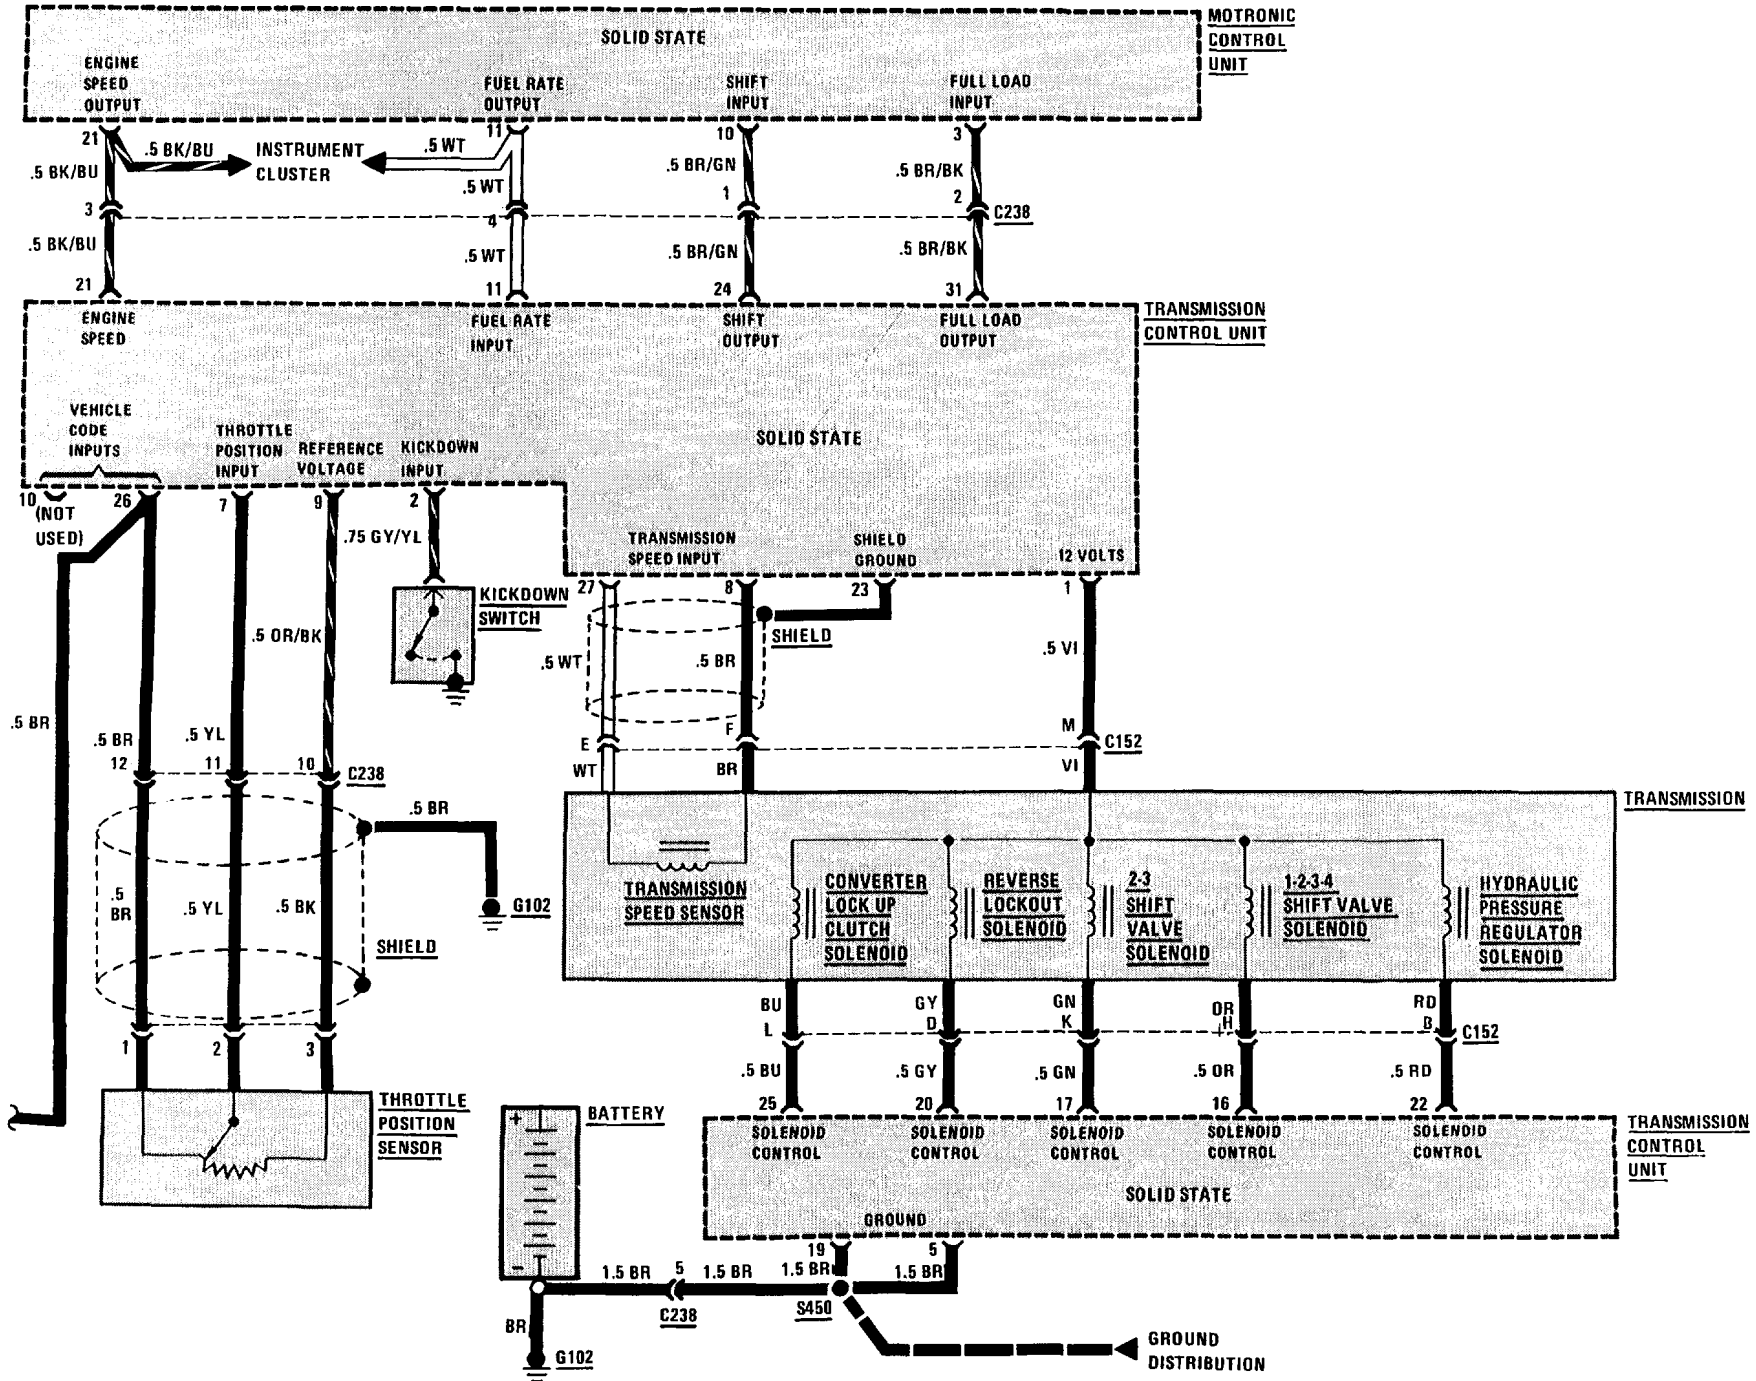 MOTRONIC
CONTROL
UNIT
SOLID STATE
ENGINE
SPEED
OUTPUT
FUEL RATE
OUTPUT
SHIFT
INPUT
FULL LOAD
INPUT
21
11
10
3
.5 BK/BU
INSTRUMENT
CLUSTER
.5 WT
.5 BK/BU
.5 WT
.5 BR/GN
.5 BR/BK
3
4
1
2
C238
.5 BK/BU
.5 WT
.5 BR/GN
.5 BR/BK
21
11
24
31
TRANSMISSION
CONTROL UNIT
ENGINE
SPEED
FUEL RATE
INPUT
SHIFT
OUTPUT
FULL LOAD
OUTPUT
VEHICLE
CODE
INPUTS
THROTTLE
POSITION
INPUT
REFERENCE
VOLTAGE
KICKDOWN
INPUT
SOLID STATE
10
(NOT
USED)
26
7
9
2
.75 GY/YL
TRANSMISSION
SPEED INPUT
SHIELD
GROUND
12 VOLTS
27
8
23
1
KICKDOWN
SWITCH
SHIELD
.5 OR/BK
.5 WT
.5 BR
.5 VI
.5 BR
.5 BR
.5 YL
12
11
10
C238
E
F
M
C152
WT
BR
VI
TRANSMISSION
.5 BR
G102
.5
BR
.5 YL
.5 BK
SHIELD
TRANSMISSION
SPEED SENSOR
CONVERTER
LOCK UP
CLUTCH
SOLENOID
REVERSE
LOCKOUT
SOLENOID
2-3
SHIFT
VALVE
SOLENOID
1-2-3-4
SHIFT VALVE
SOLENOID
HYDRAULIC
PRESSURE
REGULATOR
SOLENOID
BU
GY
GN
OR
RD
L
D
K
H
B
C152
1
2
3
.5 BU
.5 GY
.5 GN
.5 OR
.5 RD
25
20
17
16
22
THROTTLE
POSITION
SENSOR
BATTERY
+
-
SOLENOID
CONTROL
SOLENOID
CONTROL
SOLENOID
CONTROL
SOLENOID
CONTROL
SOLENOID
CONTROL
TRANSMISSION
CONTROL
UNIT
SOLID STATE
GROUND
19
5
1.5 BR
5
1.5 BR
1.5 BR
1.5 BR
C238
S450
BR
G102
GROUND
DISTRIBUTION